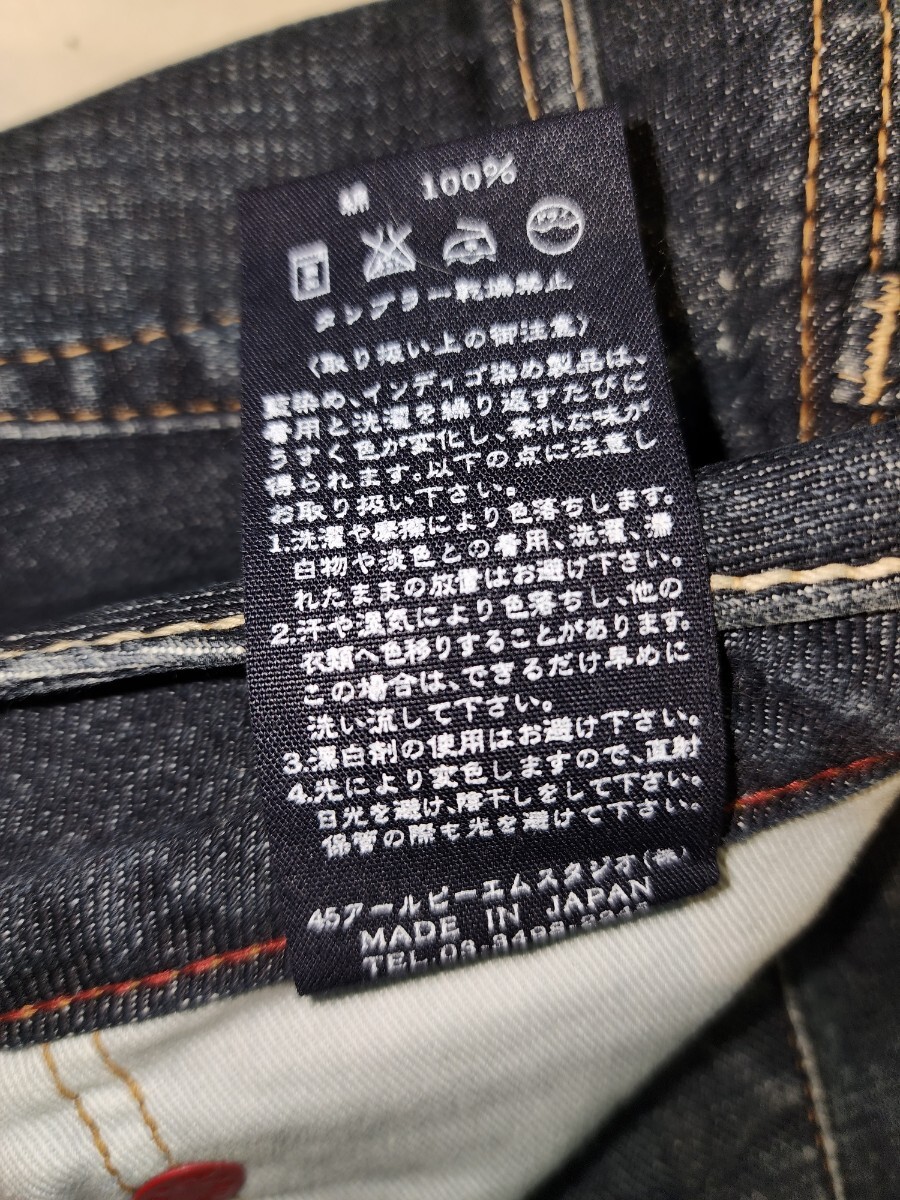 綿 100%
タンブラー乾燥禁止
〈取り扱い上の御注意〉
藍染め、インディゴ染め製品は、
着用と洗濯を繰り返すたびに
うすく色が変化し、素朴な味が
得られます。以下の点に注意し
お取り扱い下さい。
1.洗濯や摩擦により色落ちします。
白物や淡色との着用、洗濯、濡
れたままの放置はお避け下さい。
2.汗や湿気により色落ちし、他の
衣類へ色移りすることがあります。
この場合は、できるだけ早めに
洗い流して下さい。
3.漂白剤の使用はお避け下さい。
4.光により変色しますので、直射
日光を避け、陰干しをして下さい。
保管の際も光を避けて下さい。
45アールピーエムスタジオ(株)
MADE IN JAPAN
TEL.03-3498-